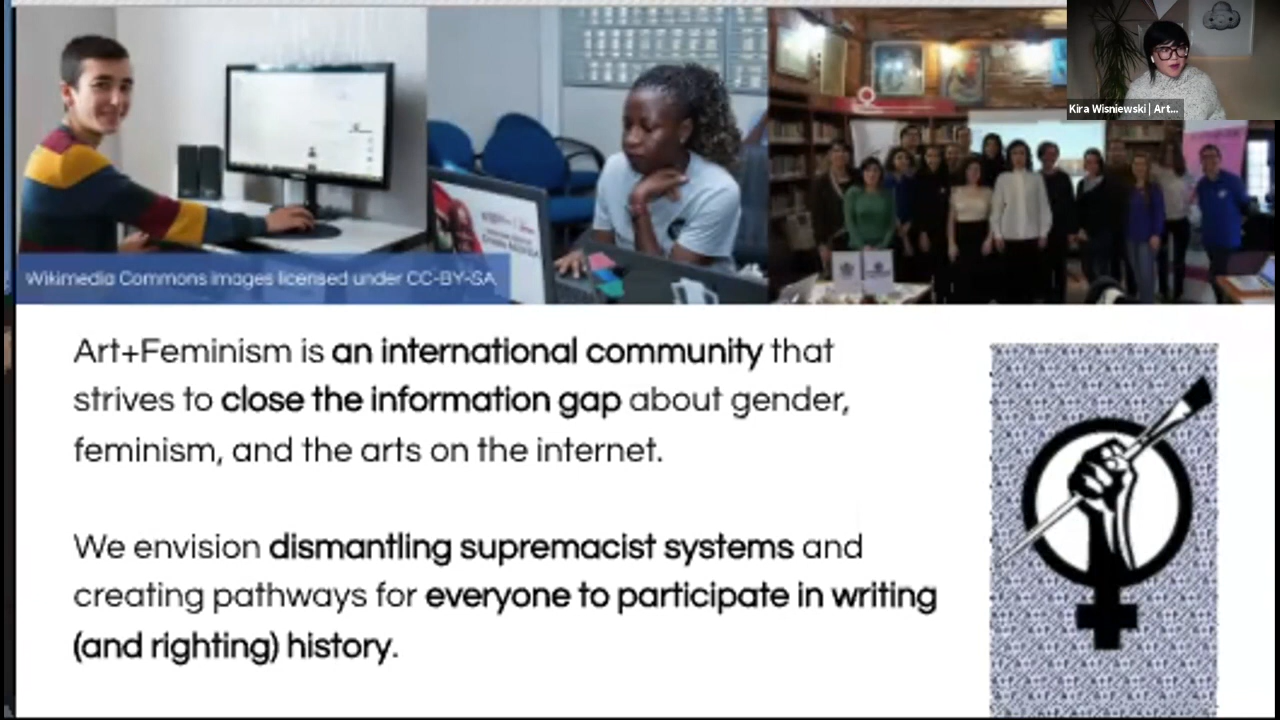 Kira Wisniewski | Art...
Wikimedia Commons images licensed under CC-BY-SA
Art+Feminism is an international community that
strives to close the information gap about gender,
feminism, and the arts on the internet.
We envision dismantling supremacist systems and
creating pathways for everyone to participate in writing
(and righting) history.